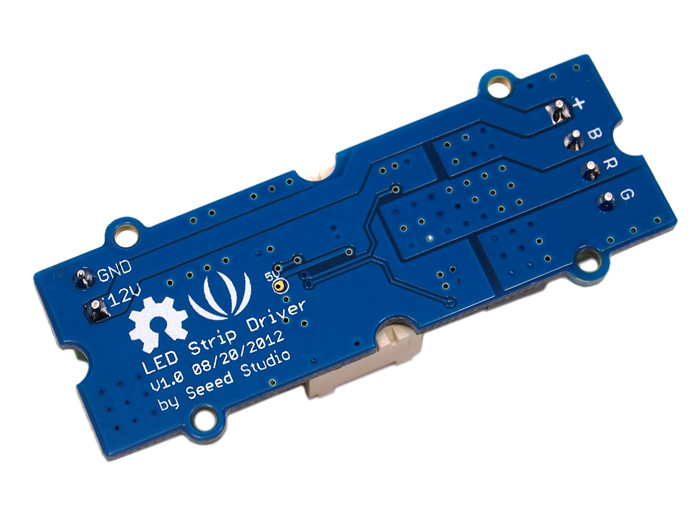 +
B
R
G
GND
12V
5V
LED Strip Driver
V1.0 08/20/2012
by Seeed Studio